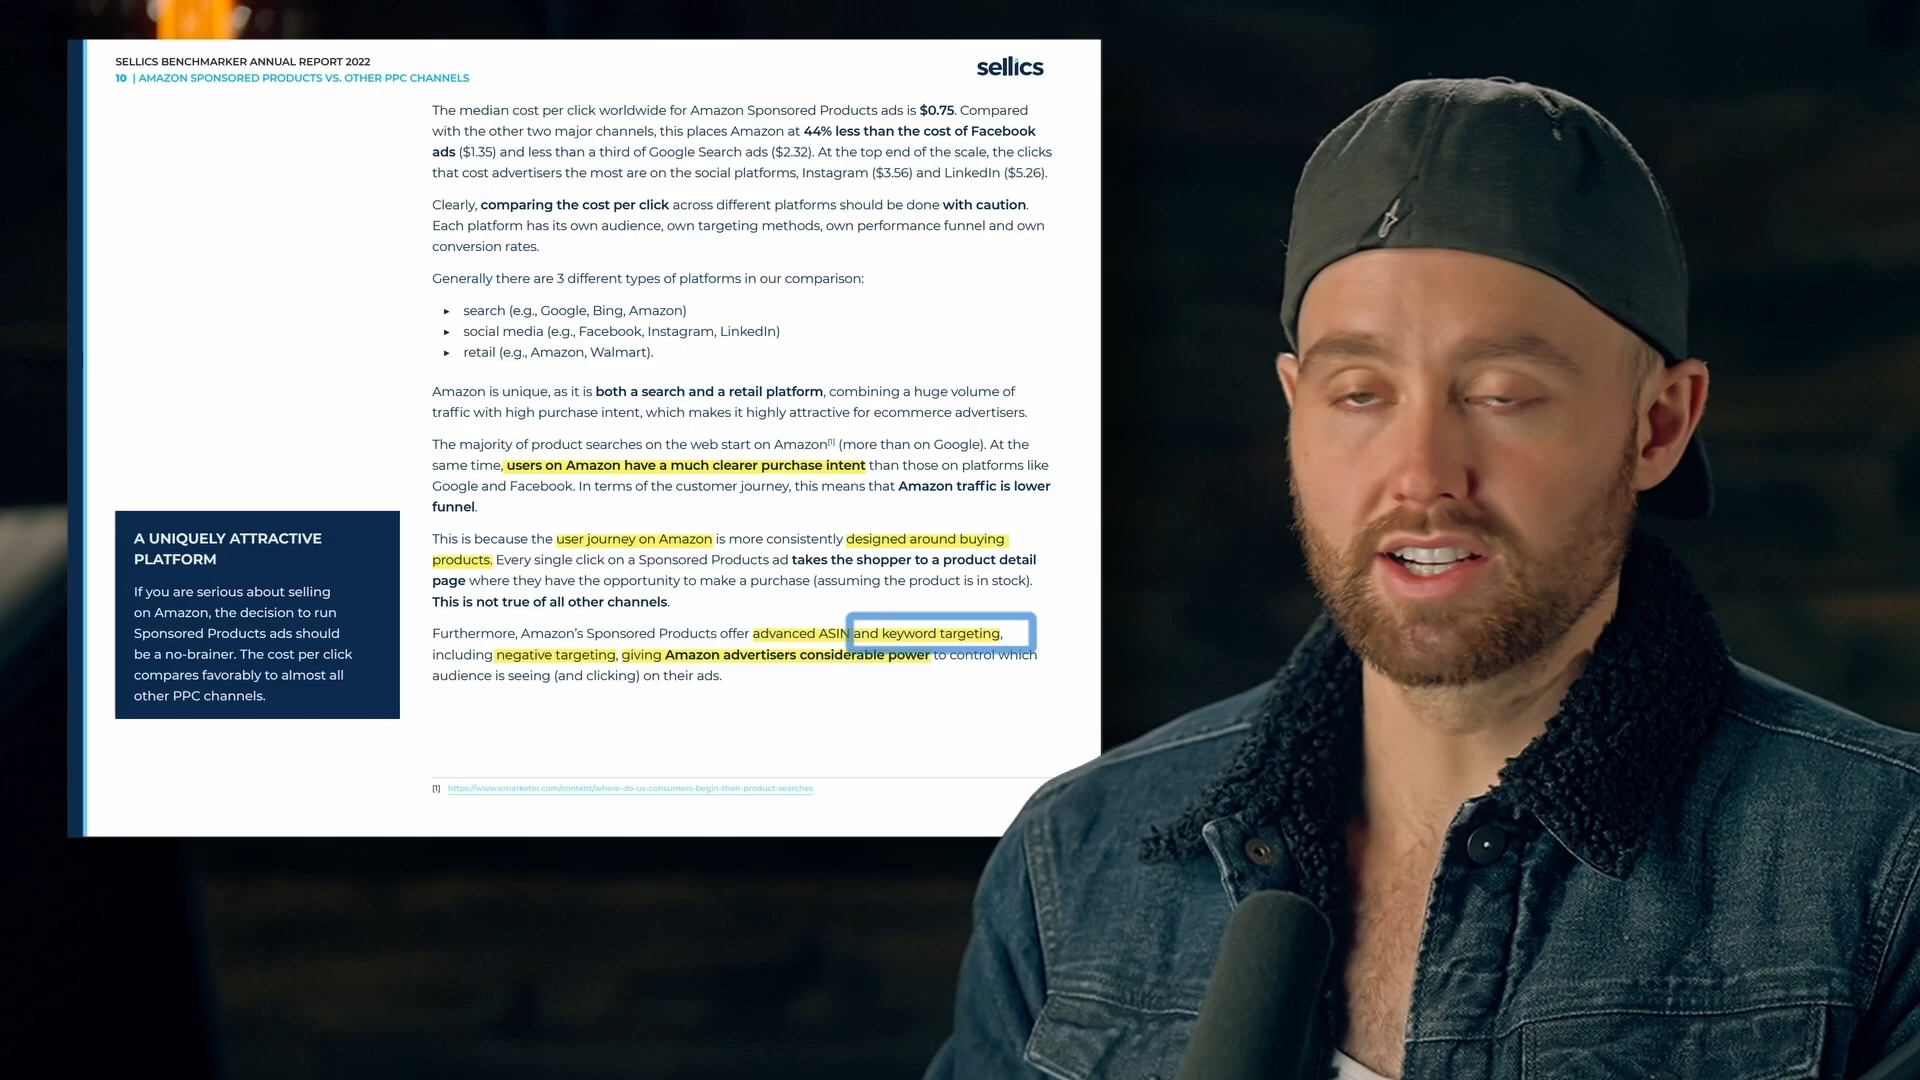 SELLICS BENCHMARKER ANNUAL REPORT 2022
10 | AMAZON SPONSORED PRODUCTS VS. OTHER PPC CHANNELS
sellics
The median cost per click worldwide for Amazon Sponsored Products ads is $0.75. Compared
with the other two major channels, this places Amazon at 44% less than the cost of Facebook
ads ($1.35) and less than a third of Google Search ads ($2.32). At the top end of the scale, the clicks
that cost advertisers the most are on the social platforms, Instagram ($3.56) and LinkedIn ($5.26).
Clearly, comparing the cost per click across different platforms should be done with caution.
Each platform has its own audience, own targeting methods, own performance funnel and own
conversion rates.
Generally there are 3 different types of platforms in our comparison:
▸ search (e.g., Google, Bing, Amazon)
▸ social media (e.g., Facebook, Instagram, LinkedIn)
▸ retail (e.g., Amazon, Walmart).
Amazon is unique, as it is both a search and a retail platform, combining a huge volume of
traffic with high purchase intent, which makes it highly attractive for ecommerce advertisers.
The majority of product searches on the web start on Amazon[1] (more than on Google). At the
same time, users on Amazon have a much clearer purchase intent than those on platforms like
Google and Facebook. In terms of the customer journey, this means that Amazon traffic is lower
funnel.
This is because the user journey on Amazon is more consistently designed around buying
products. Every single click on a Sponsored Products ad takes the shopper to a product detail
page where they have the opportunity to make a purchase (assuming the product is in stock).
This is not true of all other channels.
Furthermore, Amazon's Sponsored Products offer advanced ASIN and keyword targeting,
including negative targeting, giving Amazon advertisers considerable power to control which
audience is seeing (and clicking) on their ads.
A UNIQUELY ATTRACTIVE
PLATFORM
If you are serious about selling
on Amazon, the decision to run
Sponsored Products ads should
be a no-brainer. The cost per click
compares favorably to almost all
other PPC channels.
[1] https://www.emarketer.com/content/where-do-us-consumers-begin-their-product-searches